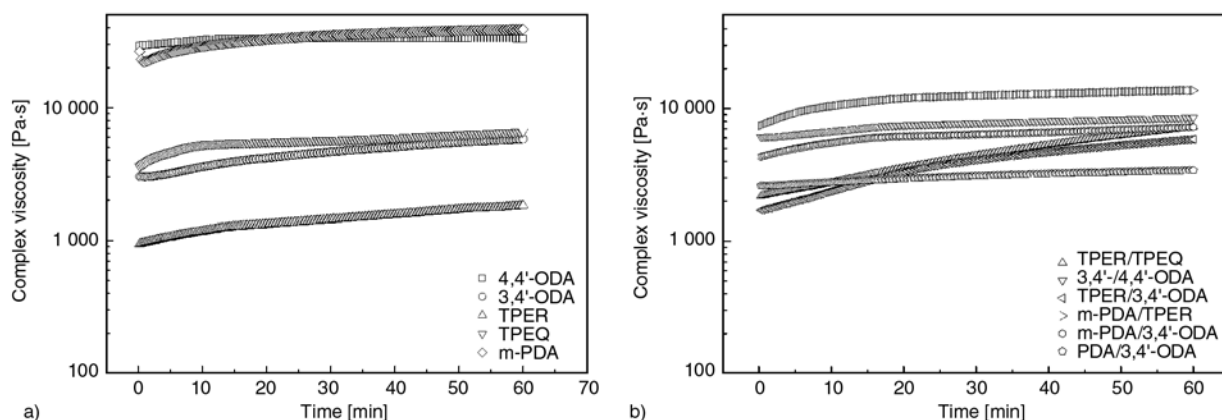 Complex viscosity [Pa·s]
10 000
1 000
100
0 10 20 30 40 50 60 70
Time [min]
4,4'-ODA
3,4'-ODA
TPER
TPEQ
m-PDA
a)
Complex viscosity [Pa·s]
10 000
1 000
100
0 10 20 30 40 50 60
Time [min]
TPER/TPEQ
3,4'-/4,4'-ODA
TPER/3,4'-ODA
m-PDA/TPER
m-PDA/3,4'-ODA
PDA/3,4'-ODA
b)